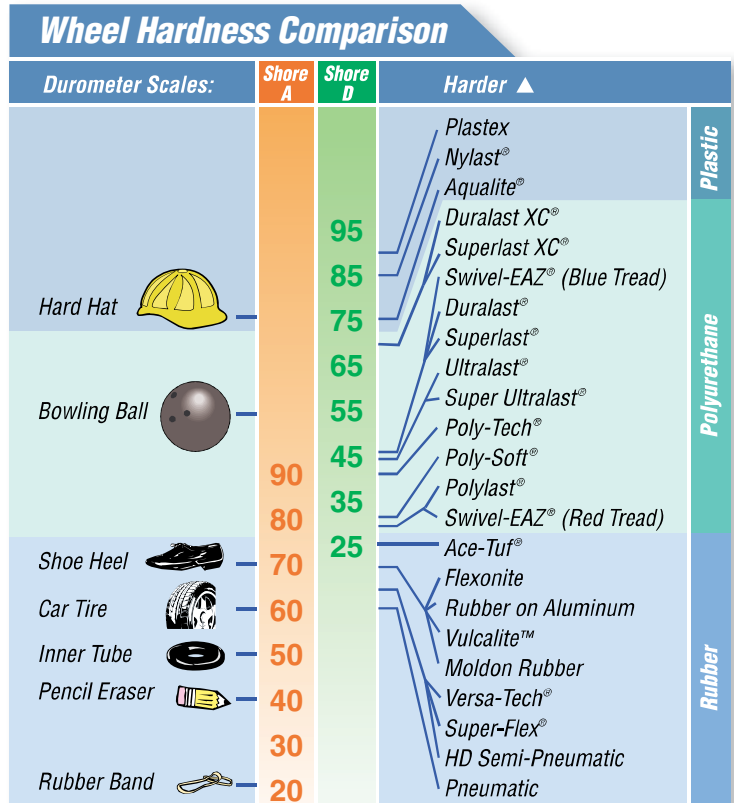 Wheel Hardness Comparison
Durometer Scales:
Shore A
Shore D
Harder ▲
Hard Hat
Bowling Ball
Shoe Heel
Car Tire
Inner Tube
Pencil Eraser
Rubber Band
90
80
70
60
50
40
30
20
95
85
75
65
55
45
35
25
Plastex
Nylast®
Aqualite®
Duralast XC®
Superlast XC®
Swivel-EAZ® (Blue Tread)
Duralast®
Superlast®
Ultralast®
Super Ultralast®
Poly-Tech®
Poly-Soft®
Polylast®
Swivel-EAZ® (Red Tread)
Ace-Tuf®
Flexonite
Rubber on Aluminum
Vulcalite™
Moldon Rubber
Versa-Tech®
Super-Flex®
HD Semi-Pneumatic
Pneumatic
Plastic
Polyurethane
Rubber